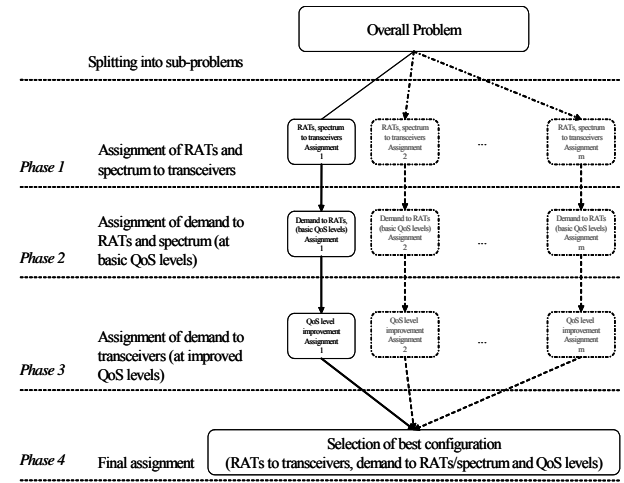 Overall Problem
Splitting into sub-problems
RATs, spectrum
to transceivers
Assignment
1
RATs, spectrum
to transceivers
Assignment
2
...
RATs, spectrum
to transceivers
Assignment
m
Phase 1
Assignment of RATs and
spectrum to transceivers
Demand to RATs,
(basic QoS levels)
Assignment
1
Demand to RATs
(basic QoS levels)
Assignment
2
...
Demand to RATs
(basic QoS levels)
Assignment
m
Phase 2
Assignment of demand to
RATs and spectrum (at
basic QoS levels)
QoS level
improvement
Assignment
1
QoS level
improvement
Assignment
2
...
QoS level
improvement
Assignment
m
Phase 3
Assignment of demand to
transceivers (at improved
QoS levels)
Phase 4
Final assignment
Selection of best configuration
(RATs to transceivers, demand to RATs/spectrum and QoS levels)